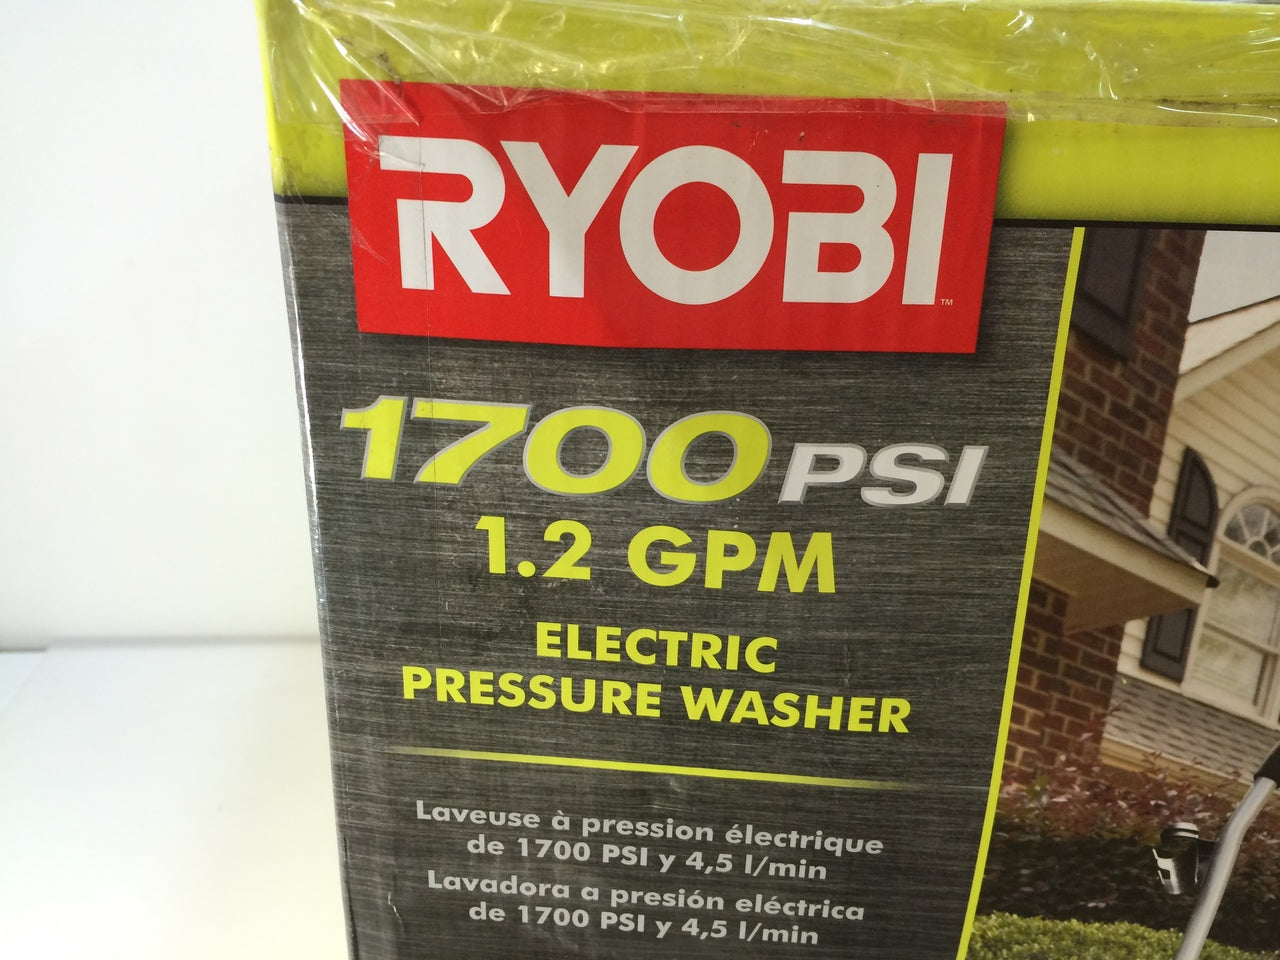 RYOBI™
1700 PSI
1.2 GPM
ELECTRIC
PRESSURE WASHER
Laveuse à pression électrique
de 1700 PSI y 4,5 l/min
Lavadora a presión eléctrica
de 1700 PSI y 4,5 l/min